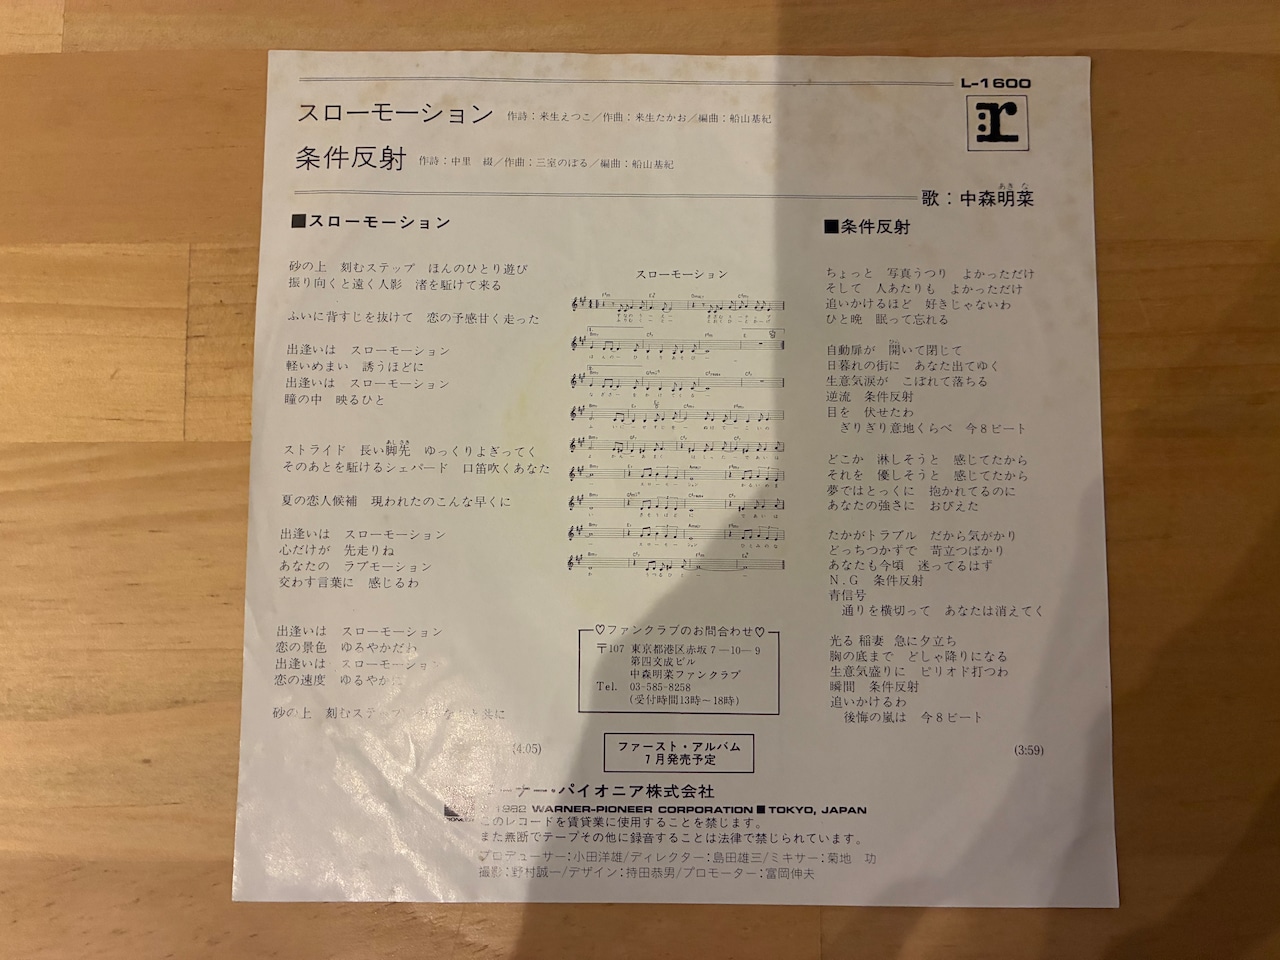 L-1600
スローモーション 作詩：来生えつこ／作曲：来生たかお／編曲：船山基紀
条件反射 作詩：中里 綴／作曲：三室のぼる／編曲：船山基紀
歌：中森明菜
あき な
■スローモーション
砂の上 刻むステップ ほんのひとり遊び
振り向くと遠く人影 渚を駈けて来る
ふいに背すじを抜けて 恋の予感甘く走った
出逢いは スローモーション
軽いめまい 誘うほどに
出逢いは スローモーション
瞳の中 映るひと
ストライド 長い脚先 ゆっくりよぎってく
あしさき
そのあとを駈けるシェパード 口笛吹くあなた
夏の恋人候補 現われたのこんな早くに
出逢いは スローモーション
心だけが 先走りね
あなたの ラブモーション
交わす言葉に 感じるわ
出逢いは スローモーション
恋の景色 ゆるやかだわ
出逢いは スローモーション
恋の速度 ゆるやかに
砂の上 刻むステップ あなたと共に
(4:05)
スローモーション
♡ファンクラブのお問合わせ♡
〒107 東京都港区赤坂7―10―9
第四文成ビル
中森明菜ファンクラブ
Tel. 03-585-8258
(受付時間13時～18時)
ファースト・アルバム
7月発売予定
■条件反射
ちょっと 写真うつり よかっただけ
そして 人あたりも よかっただけ
追いかけるほど 好きじゃないわ
ひと晩 眠って忘れる
自動扉が 開いて閉じて
日暮れの街に あなた出てゆく
生意気涙が こぼれて落ちる
逆流 条件反射
目を 伏せたわ
ぎりぎり意地くらべ 今8ビート
どこか 淋しそうと 感じてたから
それを 優しそうと 感じてたから
夢ではとっくに 抱かれてるのに
あなたの強さに おびえた
たかがトラブル だから気がかり
どっちつかずで 苛立つばかり
あなたも今頃 迷ってるはず
N.G 条件反射
青信号
通りを横切って あなたは消えてく
光る 稲妻 急に夕立ち
胸の底まで どしゃ降りになる
生意気盛りに ピリオド打つわ
瞬間 条件反射
追いかけるわ
後悔の嵐は 今8ビート
(3:59)
ーナー・パイオニア株式会社
1982 WARNER-PIONEER CORPORATION ■ TOKYO, JAPAN
このレコードを賃貸業に使用することを禁じます。
また無断でテープその他に録音することは法律で禁じられています。
プロデューサー：小田洋雄/ディレクター：島田雄三/ミキサー：菊地 功
撮影：野村誠一/デザイン：持田恭男/プロモーター：富岡伸夫